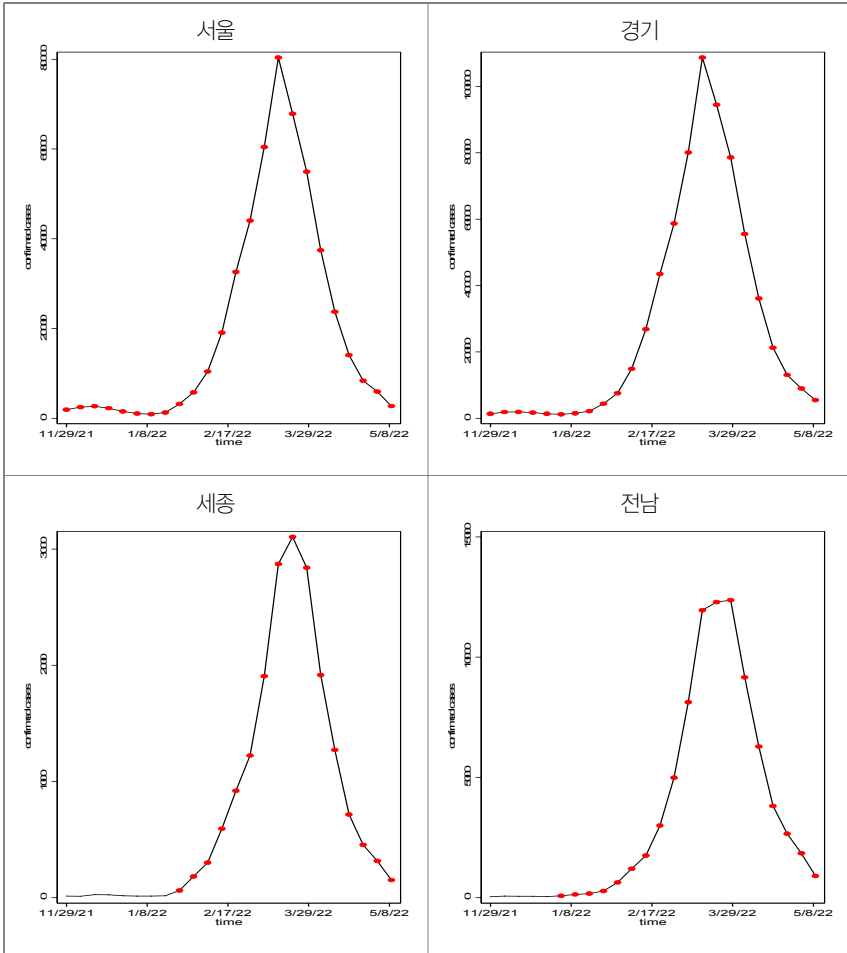 서울
80000
60000
40000
20000
0
confirmed cases
11/29/21 1/8/22 2/17/22 3/29/22 5/8/22
time
경기
100000
80000
60000
40000
20000
0
confirmed cases
11/29/21 1/8/22 2/17/22 3/29/22 5/8/22
time
세종
3000
2000
1000
0
confirmed cases
11/29/21 1/8/22 2/17/22 3/29/22 5/8/22
time
전남
15000
10000
5000
0
confirmed cases
11/29/21 1/8/22 2/17/22 3/29/22 5/8/22
time